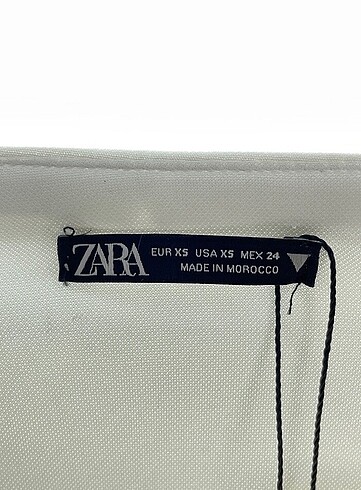 ZARA
EUR XS USA XS MEX 24
MADE IN MOROCCO